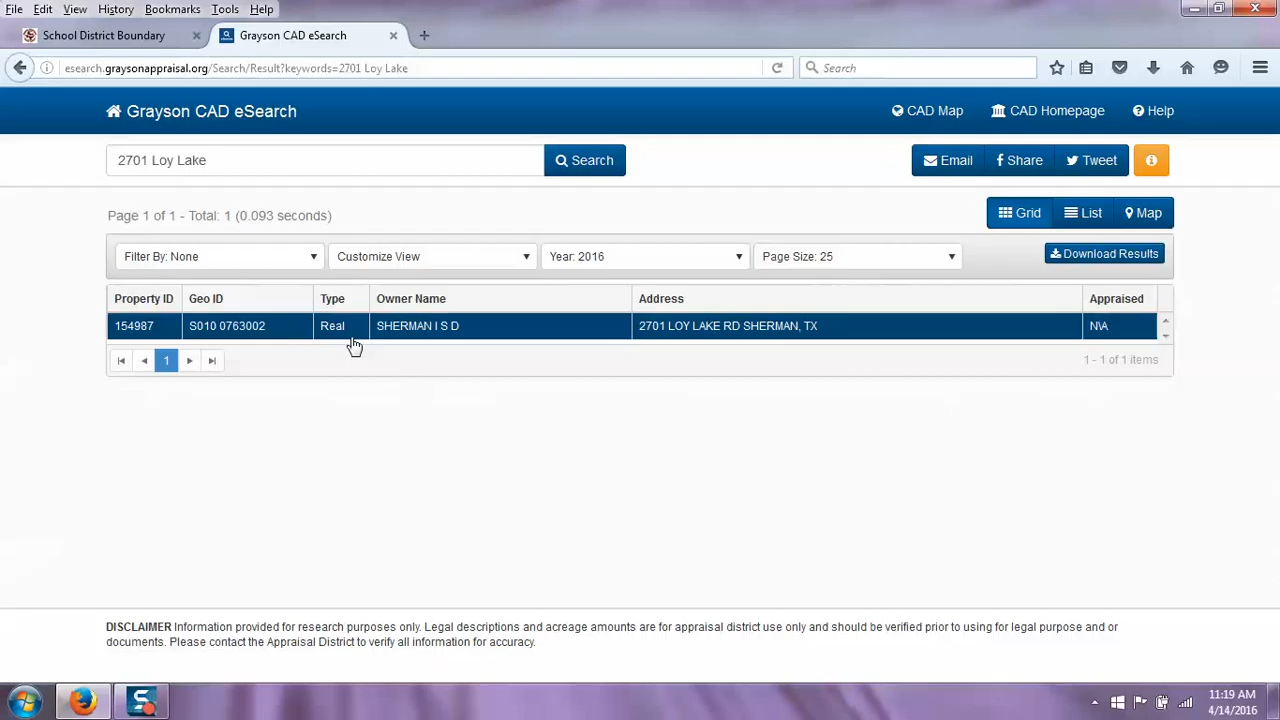 File Edit View History Bookmarks Tools Help
School District Boundary × Grayson CAD eSearch × +
esearch.graysonappraisal.org/Search/Result?keywords=2701 Loy Lake Search
Grayson CAD eSearch CAD Map CAD Homepage Help
2701 Loy Lake Search Email Share Tweet
Page 1 of 1 - Total: 1 (0.093 seconds) Grid List Map
Filter By: None Customize View Year: 2016 Page Size: 25 Download Results
Property ID Geo ID Type Owner Name Address Appraised
154987 S010 0763002 Real SHERMAN I S D 2701 LOY LAKE RD SHERMAN, TX N\A
1 1 - 1 of 1 items
DISCLAIMER Information provided for research purposes only. Legal descriptions and acreage amounts are for appraisal district use only and should be verified prior to using for legal purpose and or
documents. Please contact the Appraisal District to verify all information for accuracy.
11:19 AM
4/14/2016